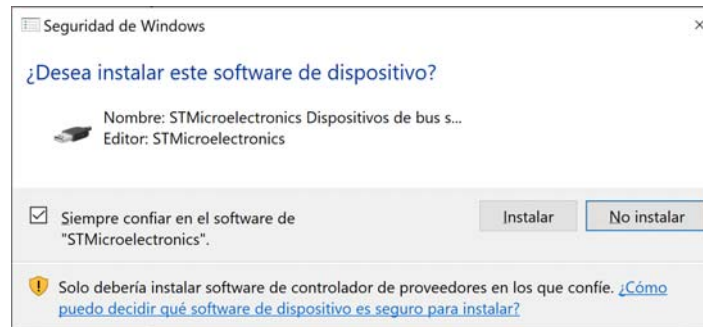 Seguridad de Windows
¿Desea instalar este software de dispositivo?
Nombre: STMicroelectronics Dispositivos de bus s...
Editor: STMicroelectronics
Siempre confiar en el software de
"STMicroelectronics".
Instalar
No instalar
Solo debería instalar software de controlador de proveedores en los que confíe. ¿Cómo
puedo decidir qué software de dispositivo es seguro para instalar?